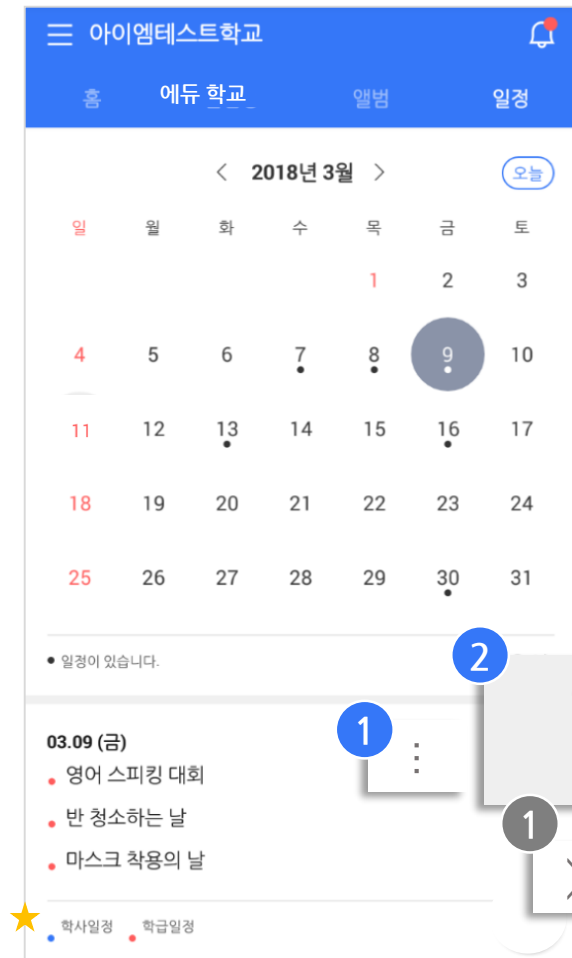 아이엠테스트학교
홈 에듀 학교 앨범 일정
2018년 3월 오늘
일 월 화 수 목 금 토
1 2 3
4 5 6 7 8 9 10
11 12 13 14 15 16 17
18 19 20 21 22 23 24
25 26 27 28 29 30 31
일정이 있습니다.
2
1
03.09 (금)
영어 스피킹 대회
반 청소하는 날
1
마스크 착용의 날
학사일정 학급일정